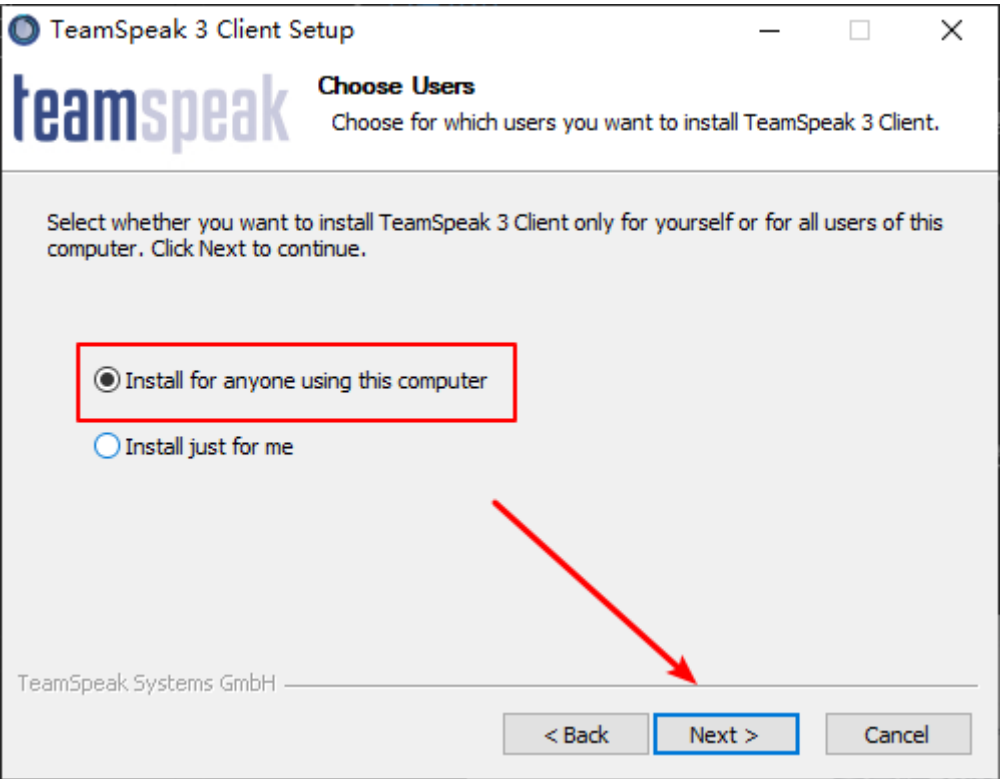 TeamSpeak 3 Client Setup
teamspeak
Choose Users
Choose for which users you want to install TeamSpeak 3 Client.
Select whether you want to install TeamSpeak 3 Client only for yourself or for all users of this
computer. Click Next to continue.
Install for anyone using this computer
Install just for me
TeamSpeak Systems GmbH
< Back
Next >
Cancel